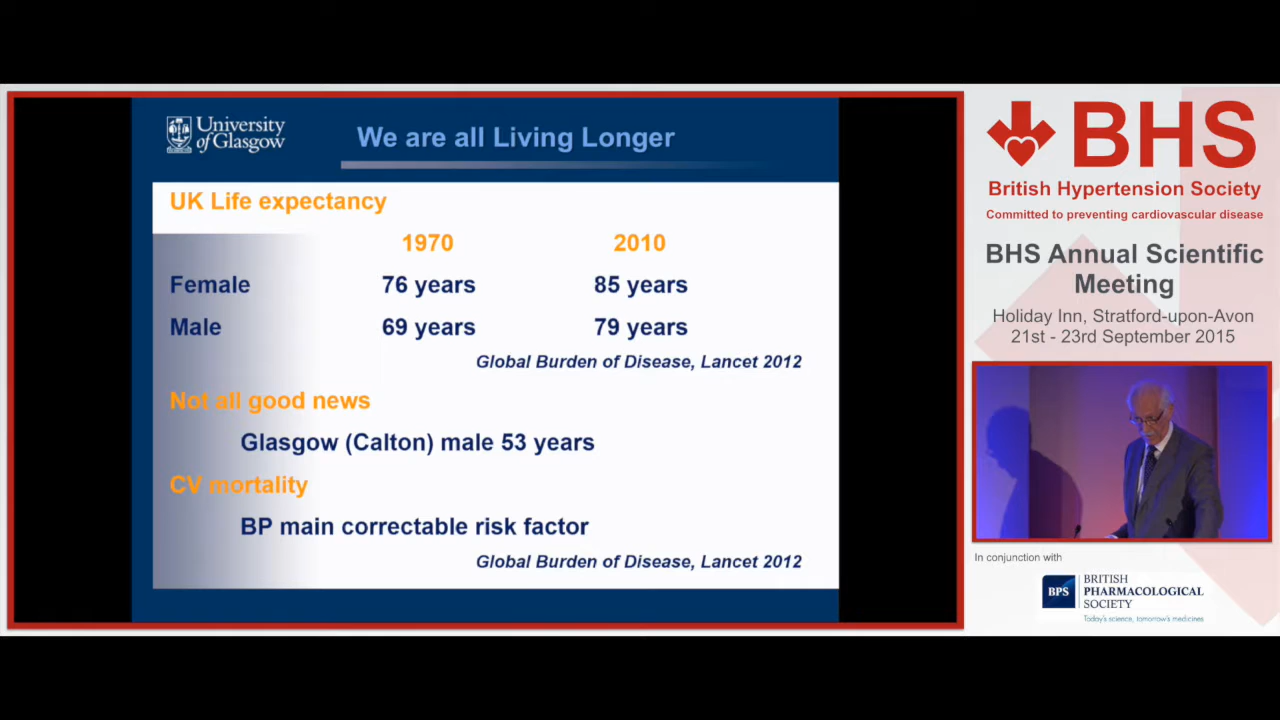 University
of Glasgow
We are all Living Longer
UK Life expectancy
1970 2010
Female 76 years 85 years
Male 69 years 79 years
Global Burden of Disease, Lancet 2012
Not all good news
Glasgow (Calton) male 53 years
CV mortality
BP main correctable risk factor
Global Burden of Disease, Lancet 2012
BHS
British Hypertension Society
Committed to preventing cardiovascular disease
BHS Annual Scientific
Meeting
Holiday Inn, Stratford-upon-Avon
21st - 23rd September 2015
In conjunction with
BPS
BRITISH
PHARMACOLOGICAL
SOCIETY
Today's science, tomorrow's medicines